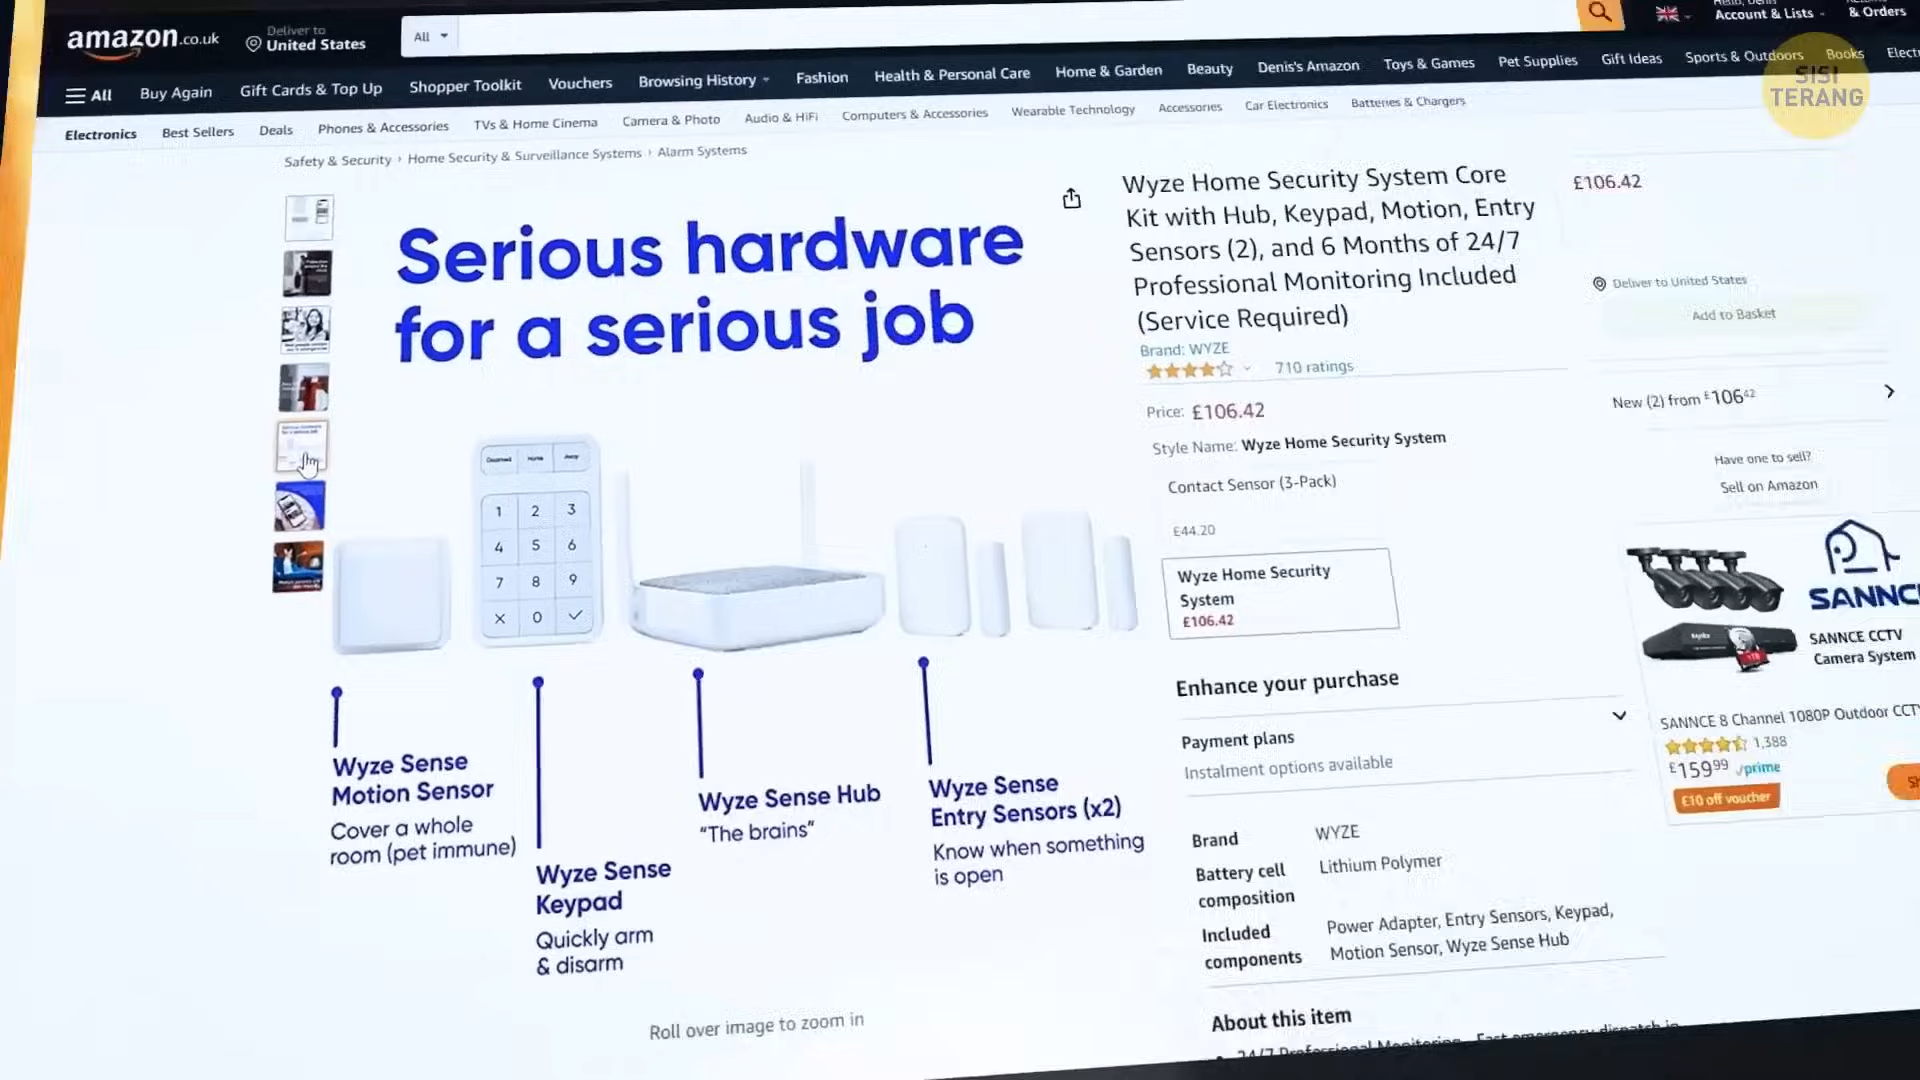 amazon.co.uk
Deliver to
United States
All
Account & Lists
& Orders
All
Buy Again
Gift Cards & Top Up
Shopper Toolkit
Vouchers
Browsing History
Fashion
Health & Personal Care
Home & Garden
Beauty
Denis's Amazon
Toys & Games
Pet Supplies
Gift Ideas
Sports & Outdoors
Books
SISI
TERANG
Electronics
Best Sellers
Deals
Phones & Accessories
TVs & Home Cinema
Camera & Photo
Audio & HiFi
Computers & Accessories
Wearable Technology
Accessories
Car Electronics
Batteries & Chargers
Safety & Security › Home Security & Surveillance Systems › Alarm Systems
Serious hardware
for a serious job
Disarmed
Home
Away
1 2 3
4 5 6
7 8 9
0
Wyze Sense
Motion Sensor
Cover a whole
room (pet immune)
Wyze Sense
Keypad
Quickly arm
& disarm
Wyze Sense Hub
“The brains”
Wyze Sense
Entry Sensors (x2)
Know when something
is open
Roll over image to zoom in
Wyze Home Security System Core
Kit with Hub, Keypad, Motion, Entry
Sensors (2), and 6 Months of 24/7
Professional Monitoring Included
(Service Required)
Brand: WYZE
710 ratings
Price: £106.42
Style Name: Wyze Home Security System
Contact Sensor (3-Pack)
£44.20
Wyze Home Security
System
£106.42
Enhance your purchase
Payment plans
Instalment options available
Brand WYZE
Battery cell
composition
Lithium Polymer
Included
components
Power Adapter, Entry Sensors, Keypad,
Motion Sensor, Wyze Sense Hub
About this item
24/7 Professional Monitoring - Fast emergency dispatch in
£106.42
Deliver to United States
Add to Basket
New (2) from £106.42
Have one to sell?
Sell on Amazon
SANNC
SANNCE CCTV
Camera System
SANNCE 8 Channel 1080P Outdoor CCTV
1,388
£159.99 prime
£10 off voucher